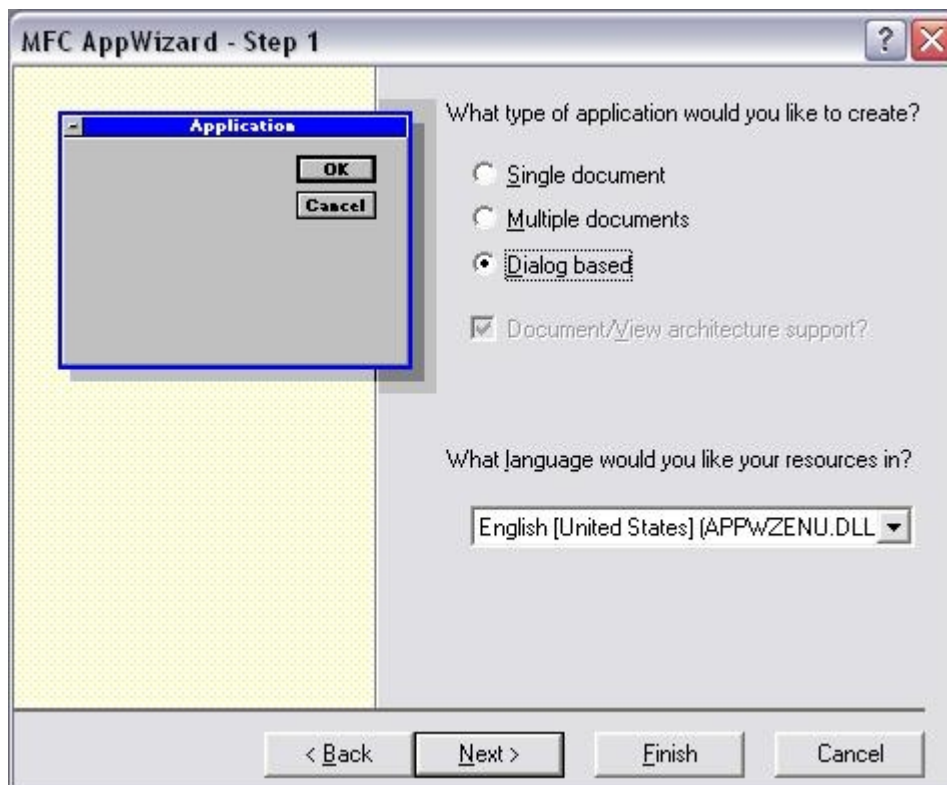 MFC AppWizard - Step 1
?
Application
OK
Cancel
What type of application would you like to create?
Single document
Multiple documents
Dialog based
Document/View architecture support?
What language would you like your resources in?
English [United States] (APPWZENU.DLL
< Back
Next >
Finish
Cancel